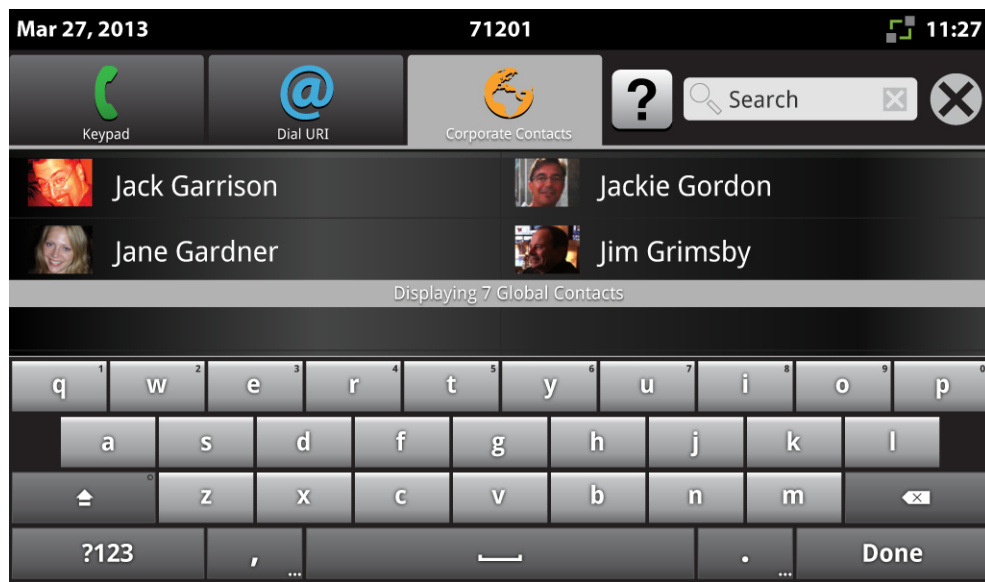 Mar 27, 2013 71201 11:27
Keypad Dial URI @ Corporate Contacts ? Search
Jack Garrison Jackie Gordon
Jane Gardner Jim Grimsby
Displaying 7 Global Contacts
q 1 w 2 e 3 r 4 t 5 y 6 u 7 i 8 o 9 p 0
a s d f g h j k l
z x c v b n m
?123 , ... . ... Done